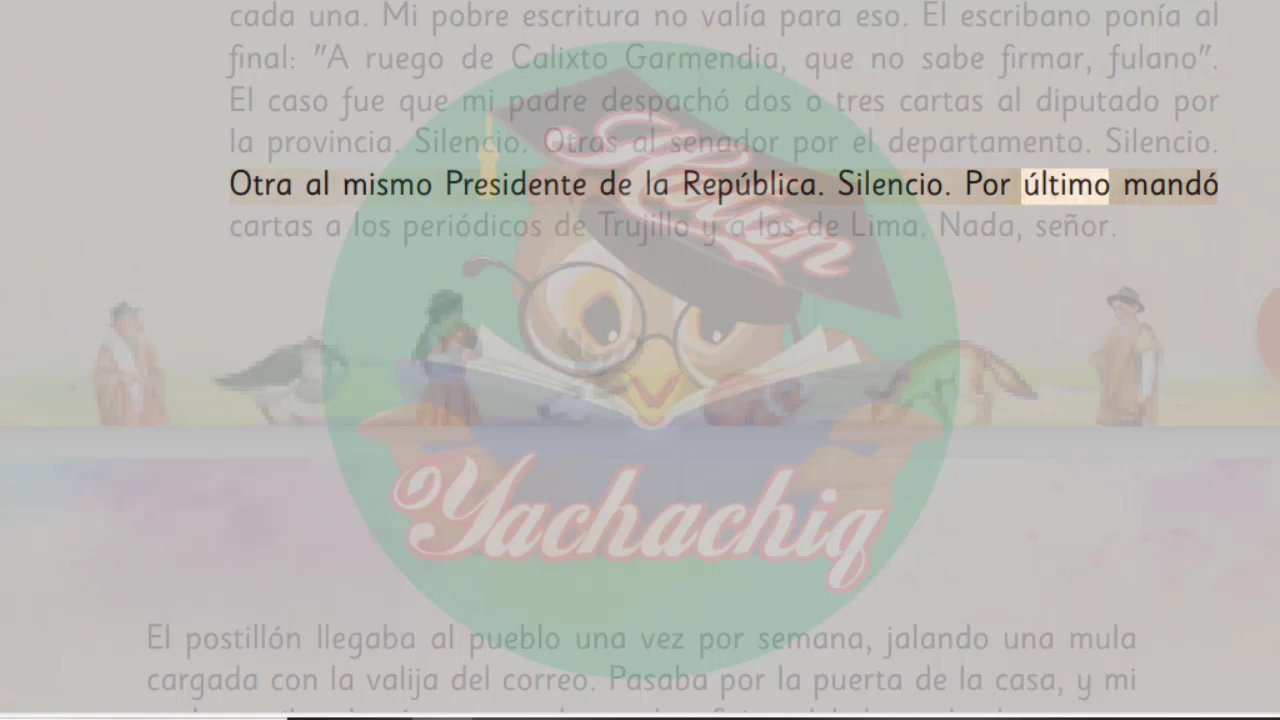 cada una. Mi pobre escritura no valía para eso. El escribano ponía al
final: "A ruego de Calixto Garmendia, que no sabe firmar, fulano".
El caso fue que mi padre despachó dos o tres cartas al diputado por
la provincia. Silencio. Otras al senador por el departamento. Silencio.
Otra al mismo Presidente de la República. Silencio. Por último mandó
cartas a los periódicos de Trujillo y a los de Lima. Nada, señor.
Hatun
Yachachiq
El postillón llegaba al pueblo una vez por semana, jalando una mula
cargada con la valija del correo. Pasaba por la puerta de la casa, y mi